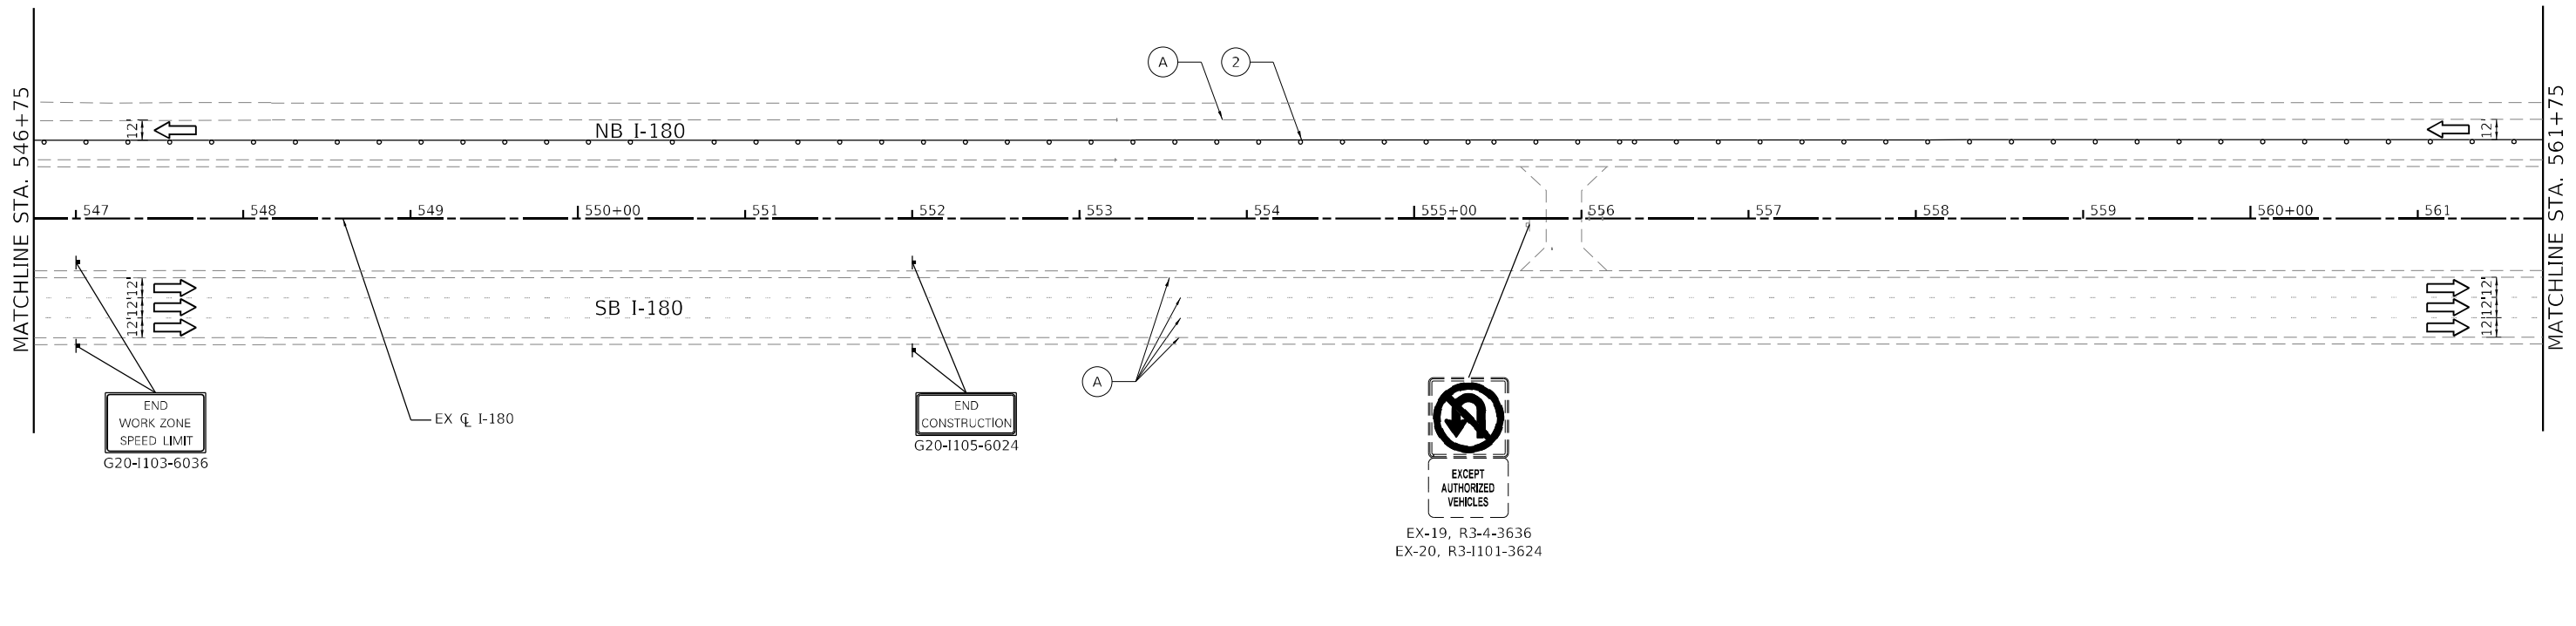 MATCHLINE STA. 546+75
MATCHLINE STA. 561+75
A
2
12'
NB I-180
12'
547
548
549
550+00
551
552
553
554
555+00
556
557
558
559
560+00
561
12'
12'
12'
SB I-180
12'
12'
12'
A
END
WORK ZONE
SPEED LIMIT
G20-I103-6036
EX ℄ I-180
END
CONSTRUCTION
G20-I105-6024
EXCEPT
AUTHORIZED
VEHICLES
EX-19, R3-4-3636
EX-20, R3-I101-3624